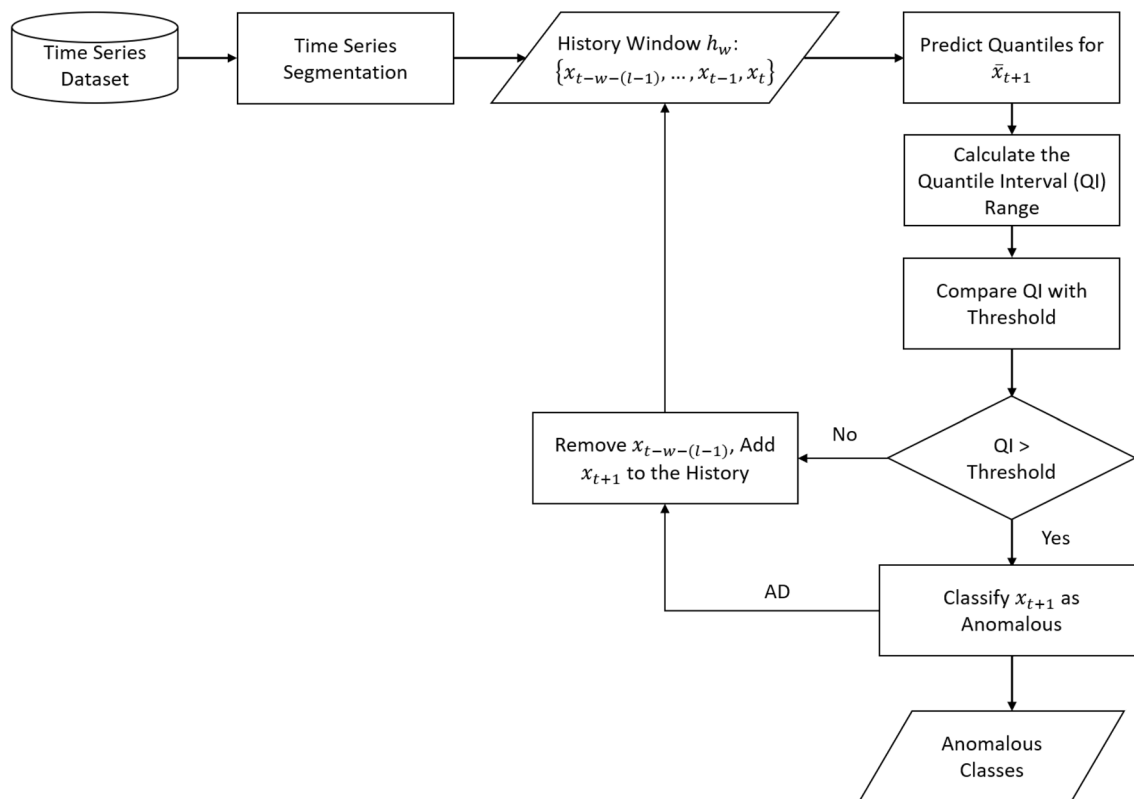 Time Series
Dataset
Time Series
Segmentation
History Window h_w:
{x_{t-w-(l-1)}, ..., x_{t-1}, x_t}
Predict Quantiles for
x̄_{t+1}
Calculate the
Quantile Interval (QI)
Range
Compare QI with
Threshold
QI >
Threshold
No
Remove x_{t-w-(l-1)}, Add
x_{t+1} to the History
Yes
AD
Classify x_{t+1} as
Anomalous
Anomalous
Classes